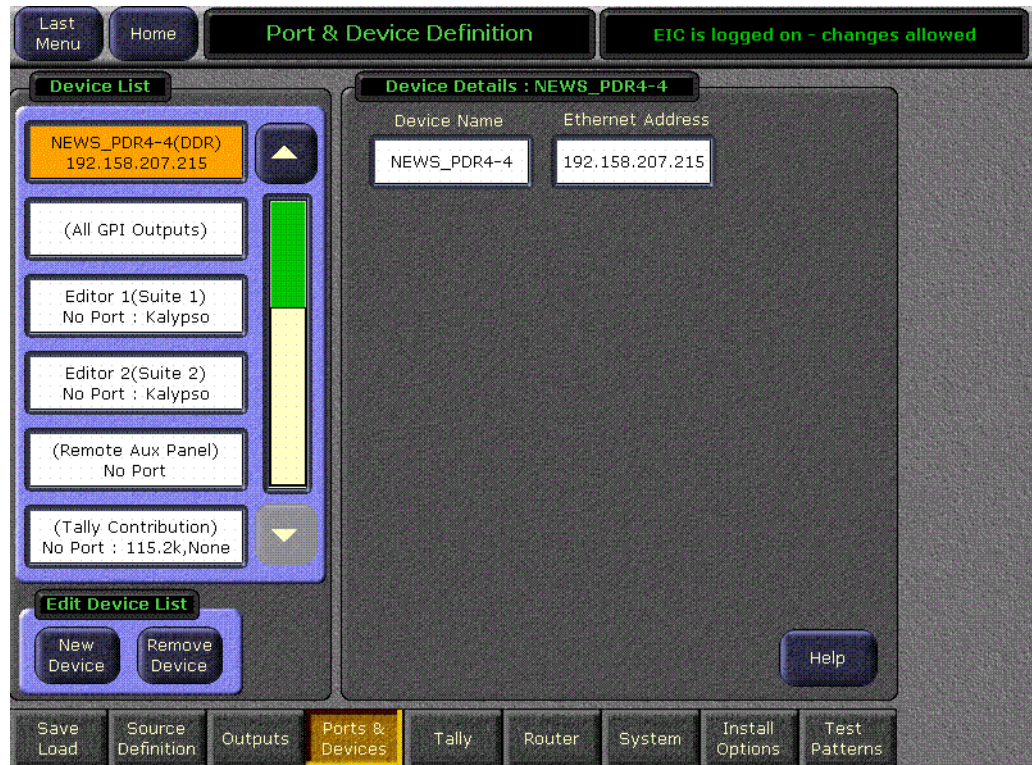 Last
Menu
Home
Port & Device Definition
EIC is logged on - changes allowed
Device List
NEWS_PDR4-4(DDR)
192.158.207.215
(All GPI Outputs)
Editor 1(Suite 1)
No Port : Kalypso
Editor 2(Suite 2)
No Port : Kalypso
(Remote Aux Panel)
No Port
(Tally Contribution)
No Port : 115.2k,None
Edit Device List
New
Device
Remove
Device
Device Details : NEWS_PDR4-4
Device Name
Ethernet Address
NEWS_PDR4-4
192.158.207.215
Help
Save
Load
Source
Definition
Outputs
Ports &
Devices
Tally
Router
System
Install
Options
Test
Patterns